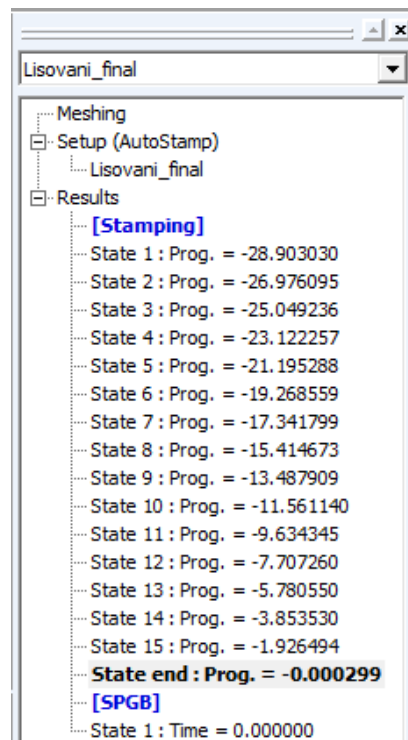 Lisovani_final
Meshing
Setup (AutoStamp)
Lisovani_final
Results
[Stamping]
State 1 : Prog. = -28.903030
State 2 : Prog. = -26.976095
State 3 : Prog. = -25.049236
State 4 : Prog. = -23.122257
State 5 : Prog. = -21.195288
State 6 : Prog. = -19.268559
State 7 : Prog. = -17.341799
State 8 : Prog. = -15.414673
State 9 : Prog. = -13.487909
State 10 : Prog. = -11.561140
State 11 : Prog. = -9.634345
State 12 : Prog. = -7.707260
State 13 : Prog. = -5.780550
State 14 : Prog. = -3.853530
State 15 : Prog. = -1.926494
State end : Prog. = -0.000299
[SPGB]
State 1 : Time = 0.000000